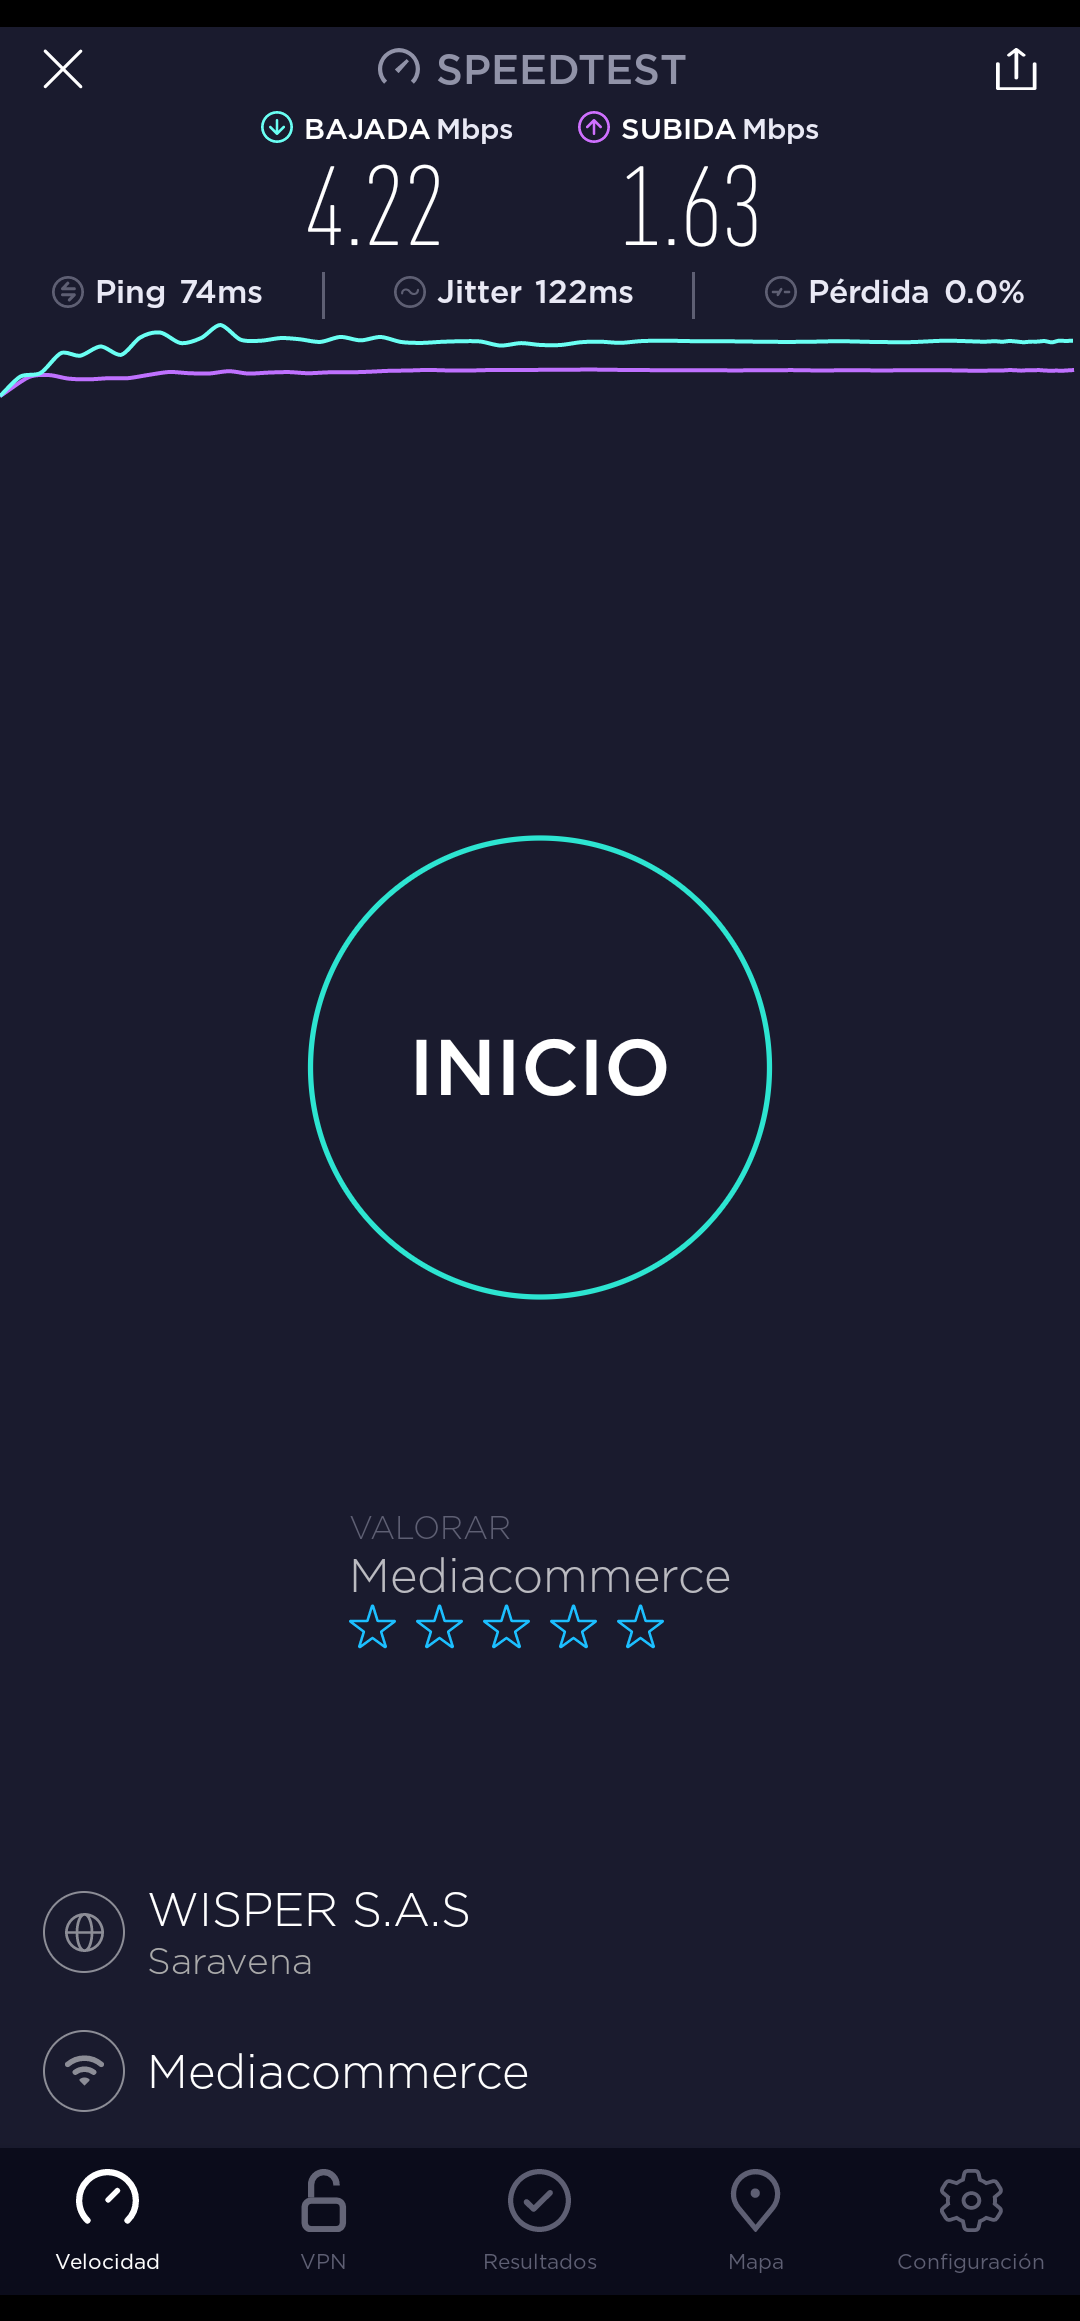 SPEEDTEST
BAJADA Mbps SUBIDA Mbps
4.22 1.63
Ping 74ms Jitter 122ms Pérdida 0.0%
INICIO
VALORAR
Mediacommerce
WISPER S.A.S
Saravena
Mediacommerce
Velocidad VPN Resultados Mapa Configuración